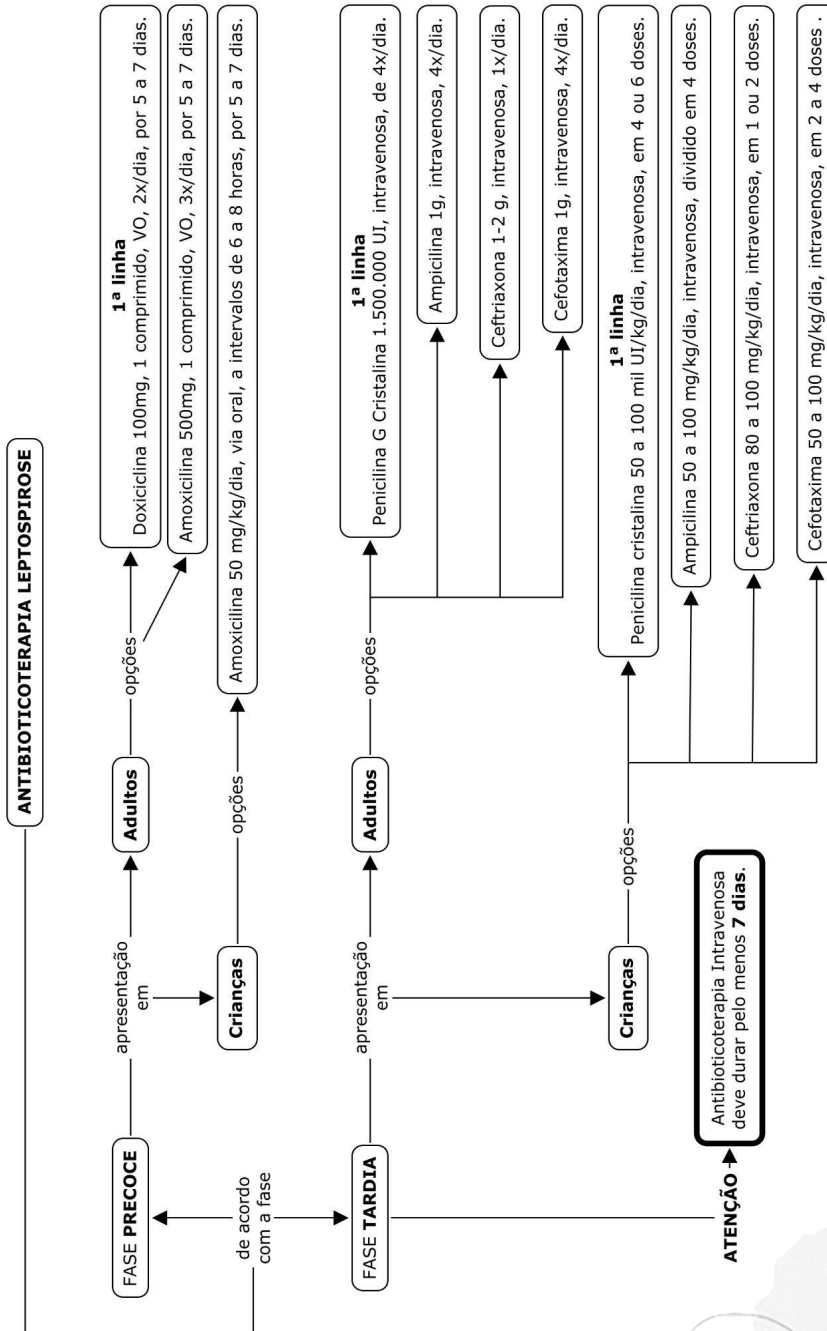 ANTIBIOTICOTERAPIA LEPTOSPIROSE
de acordo
com a fase
FASE PRECOCE
apresentação
em
Adultos
opções
1ª linha
Doxiciclina 100mg, 1 comprimido, VO, 2x/dia, por 5 a 7 dias.
Amoxicilina 500mg, 1 comprimido, VO, 3x/dia, por 5 a 7 dias.
Crianças
opções
Amoxicilina 50 mg/kg/dia, via oral, a intervalos de 6 a 8 horas, por 5 a 7 dias.
FASE TARDIA
apresentação
em
Adultos
opções
1ª linha
Penicilina G Cristalina 1.500.000 UI, intravenosa, de 4x/dia.
Ampicilina 1g, intravenosa, 4x/dia.
Ceftriaxona 1-2 g, intravenosa, 1x/dia.
Cefotaxima 1g, intravenosa, 4x/dia.
Crianças
opções
1ª linha
Penicilina cristalina 50 a 100 mil UI/kg/dia, intravenosa, em 4 ou 6 doses.
Ampicilina 50 a 100 mg/kg/dia, intravenosa, dividido em 4 doses.
Ceftriaxona 80 a 100 mg/kg/dia, intravenosa, em 1 ou 2 doses.
Cefotaxima 50 a 100 mg/kg/dia, intravenosa, em 2 a 4 doses .
ATENÇÃO
Antibioticoterapia Intravenosa
deve durar pelo menos 7 dias.